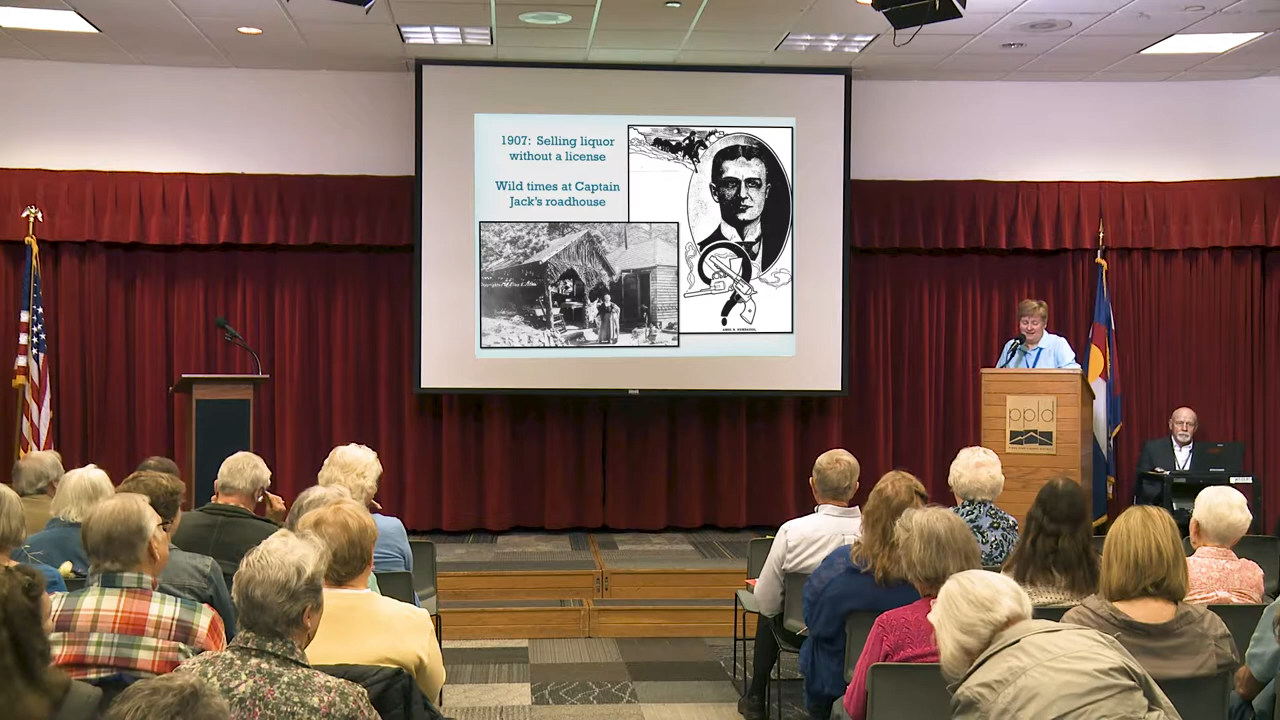 1907: Selling liquor
without a license
Wild times at Captain
Jack's roadhouse
ppld